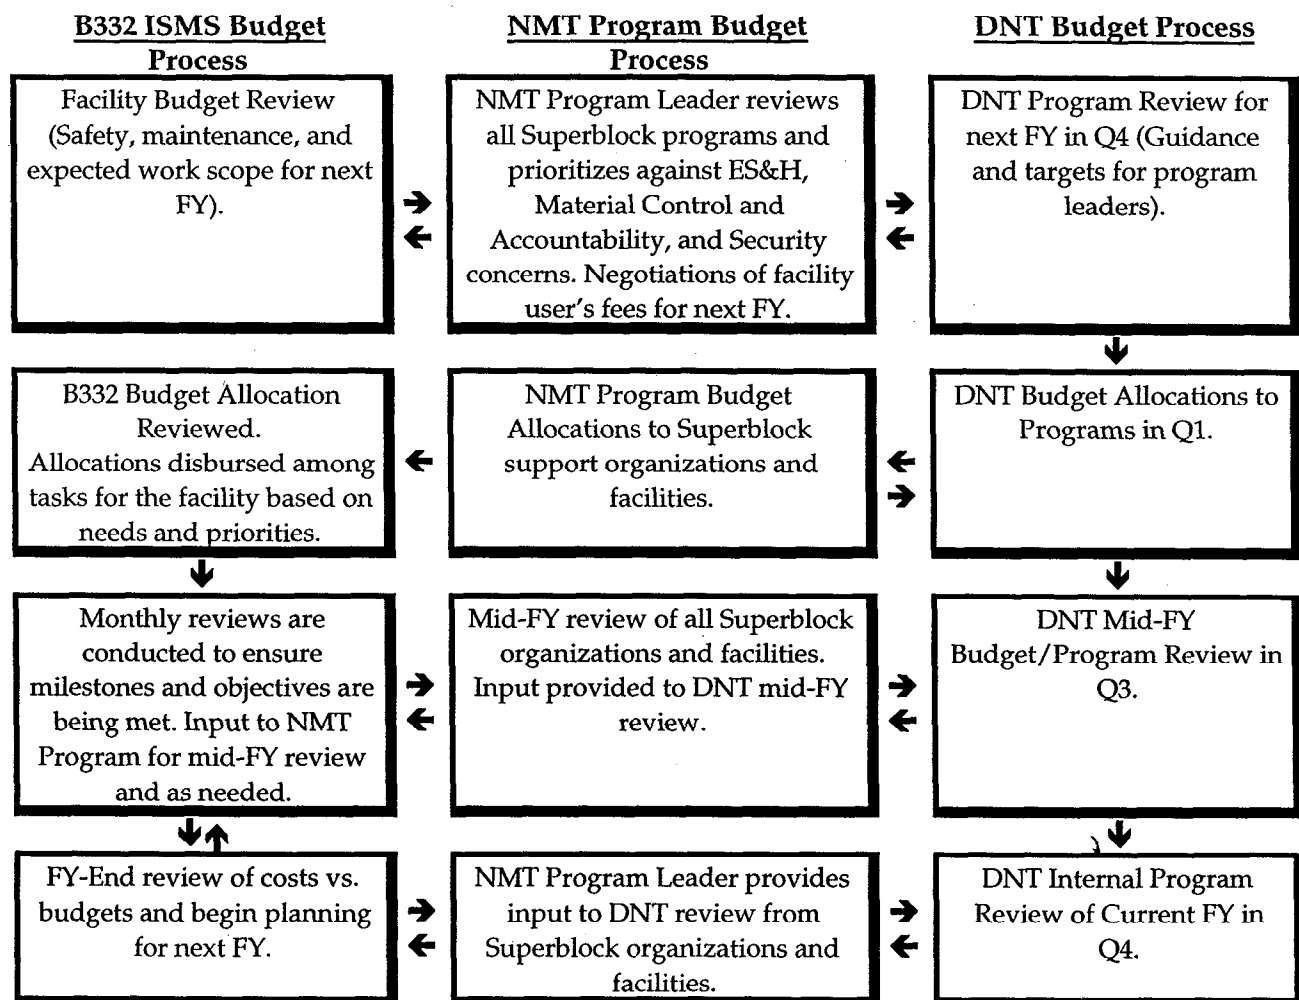 B332 ISMS Budget
Process
NMT Program Budget
Process
DNT Budget Process
Facility Budget Review
(Safety, maintenance, and
expected work scope for next
FY).
NMT Program Leader reviews
all Superblock programs and
prioritizes against ES&H,
Material Control and
Accountability, and Security
concerns. Negotiations of facility
user's fees for next FY.
DNT Program Review for
next FY in Q4 (Guidance
and targets for program
leaders).
B332 Budget Allocation
Reviewed.
Allocations disbursed among
tasks for the facility based on
needs and priorities.
NMT Program Budget
Allocations to Superblock
support organizations and
facilities.
DNT Budget Allocations to
Programs in Q1.
Monthly reviews are
conducted to ensure
milestones and objectives are
being met. Input to NMT
Program for mid-FY review
and as needed.
Mid-FY review of all Superblock
organizations and facilities.
Input provided to DNT mid-FY
review.
DNT Mid-FY
Budget/Program Review in
Q3.
FY-End review of costs vs.
budgets and begin planning
for next FY.
NMT Program Leader provides
input to DNT review from
Superblock organizations and
facilities.
DNT Internal Program
Review of Current FY in
Q4.